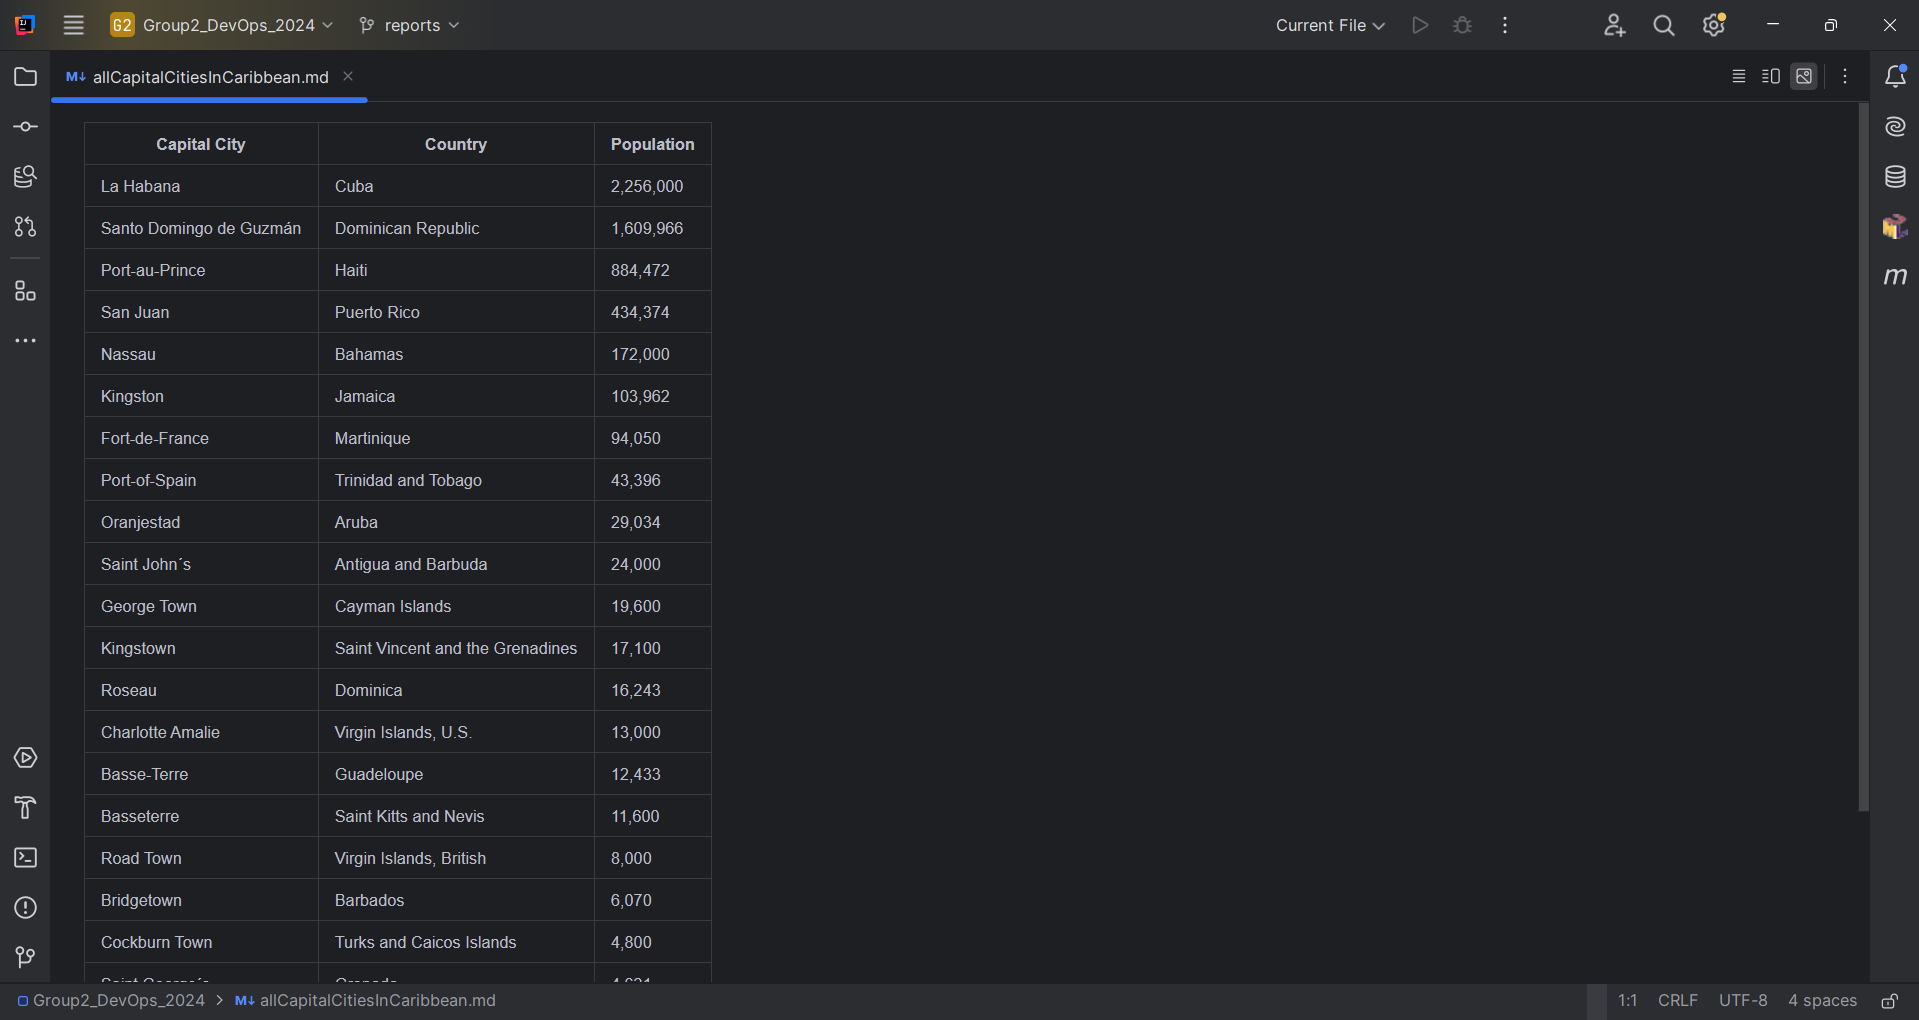 G2 Group2_DevOps_2024 reports Current File
M↓ allCapitalCitiesInCaribbean.md
Capital City Country Population
La Habana Cuba 2,256,000
Santo Domingo de Guzmán Dominican Republic 1,609,966
Port-au-Prince Haiti 884,472
San Juan Puerto Rico 434,374
Nassau Bahamas 172,000
Kingston Jamaica 103,962
Fort-de-France Martinique 94,050
Port-of-Spain Trinidad and Tobago 43,396
Oranjestad Aruba 29,034
Saint John´s Antigua and Barbuda 24,000
George Town Cayman Islands 19,600
Kingstown Saint Vincent and the Grenadines 17,100
Roseau Dominica 16,243
Charlotte Amalie Virgin Islands, U.S. 13,000
Basse-Terre Guadeloupe 12,433
Basseterre Saint Kitts and Nevis 11,600
Road Town Virgin Islands, British 8,000
Bridgetown Barbados 6,070
Cockburn Town Turks and Caicos Islands 4,800
Group2_DevOps_2024 > M↓ allCapitalCitiesInCaribbean.md 1:1 CRLF UTF-8 4 spaces